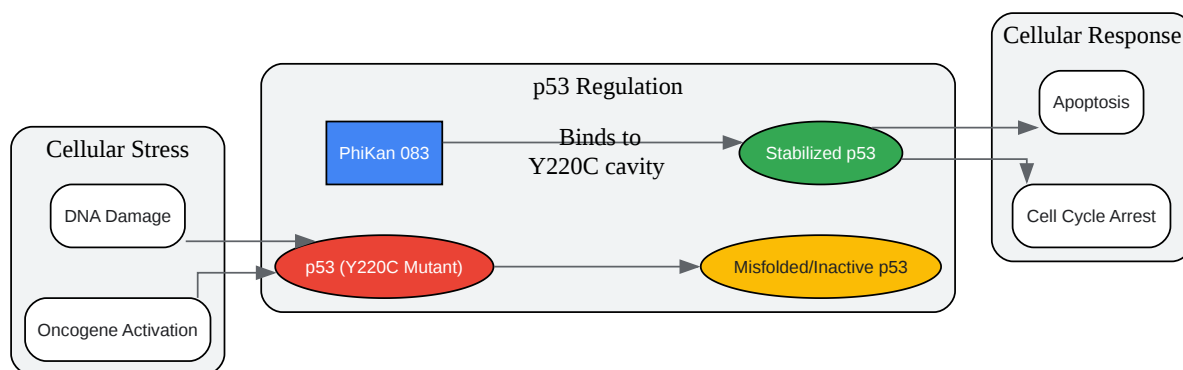 Cellular Stress
DNA Damage
Oncogene Activation
p53 Regulation
PhiKan 083
Binds to
Y220C cavity
Stabilized p53
p53 (Y220C Mutant)
Misfolded/Inactive p53
Cellular Response
Apoptosis
Cell Cycle Arrest